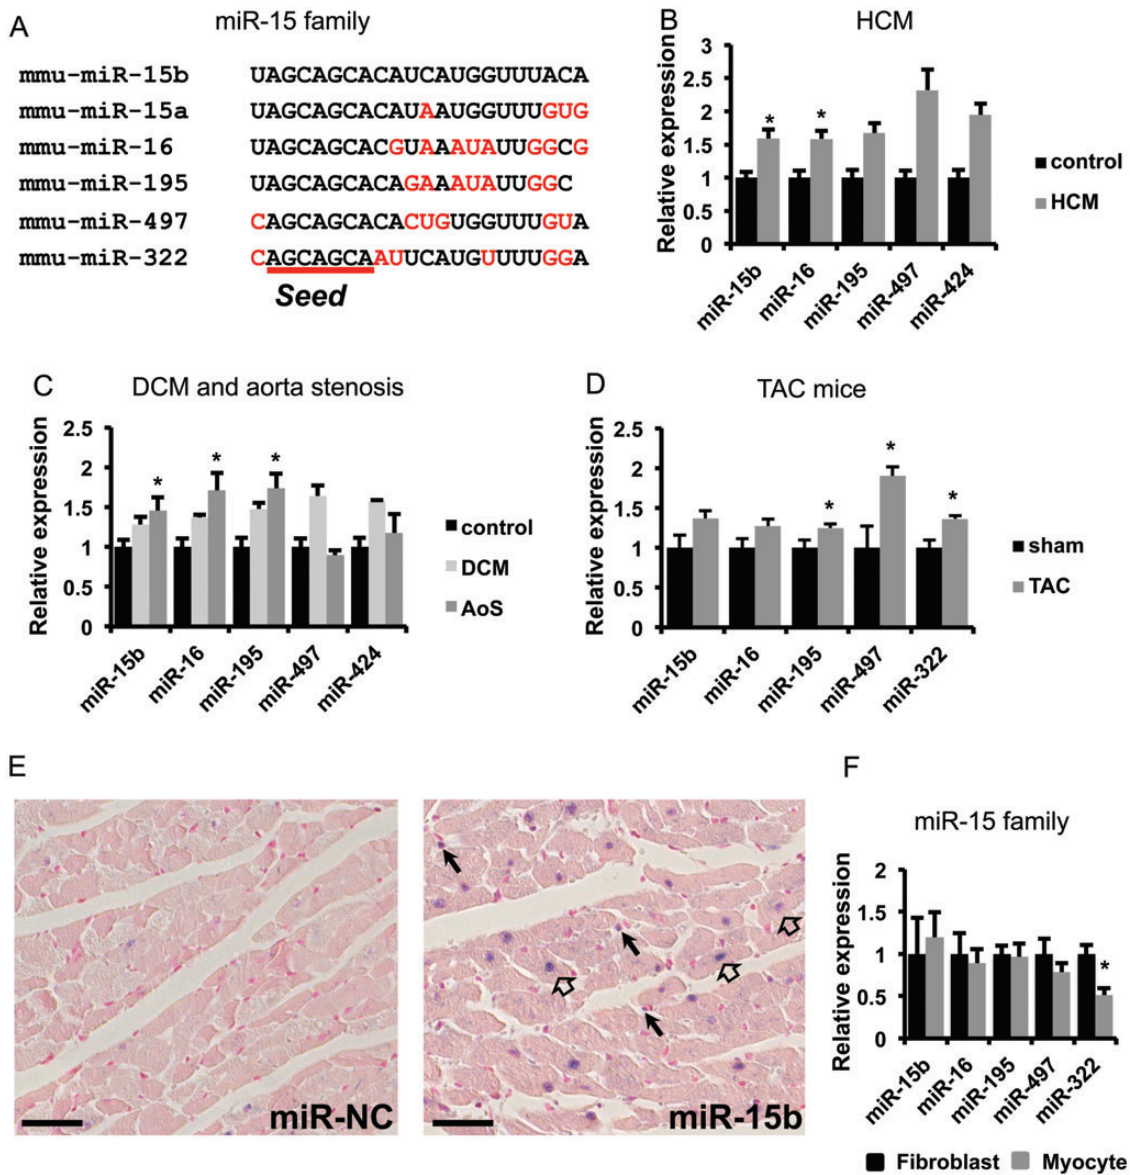 A
miR-15 family
mmu-miR-15b UAGCAGCACAUCAUGGUUUACA
mmu-miR-15a UAGCAGCACAUAAUGGUUUGUG
mmu-miR-16 UAGCAGCACGUAAAUAUUGGCG
mmu-miR-195 UAGCAGCACAGAAAUAUUGGC
mmu-miR-497 CAGCAGCACACUGUGGUUUGUA
mmu-miR-322 CAGCAGCAAUUCAUGUUUUGGA
Seed
B
HCM
Relative expression
3
2.5
2
1.5
1
0.5
0
* *
miR-15b miR-16 miR-195 miR-497 miR-424
control
HCM
C
DCM and aorta stenosis
Relative expression
2.5
2
1.5
1
0.5
0
* * *
miR-15b miR-16 miR-195 miR-497 miR-424
control
DCM
AoS
D
TAC mice
Relative expression
2.5
2
1.5
1
0.5
0
* * *
miR-15b miR-16 miR-195 miR-497 miR-322
sham
TAC
E
miR-NC
miR-15b
F
miR-15 family
Relative expression
2
1.5
1
0.5
0
*
miR-15b miR-16 miR-195 miR-497 miR-322
Fibroblast Myocyte